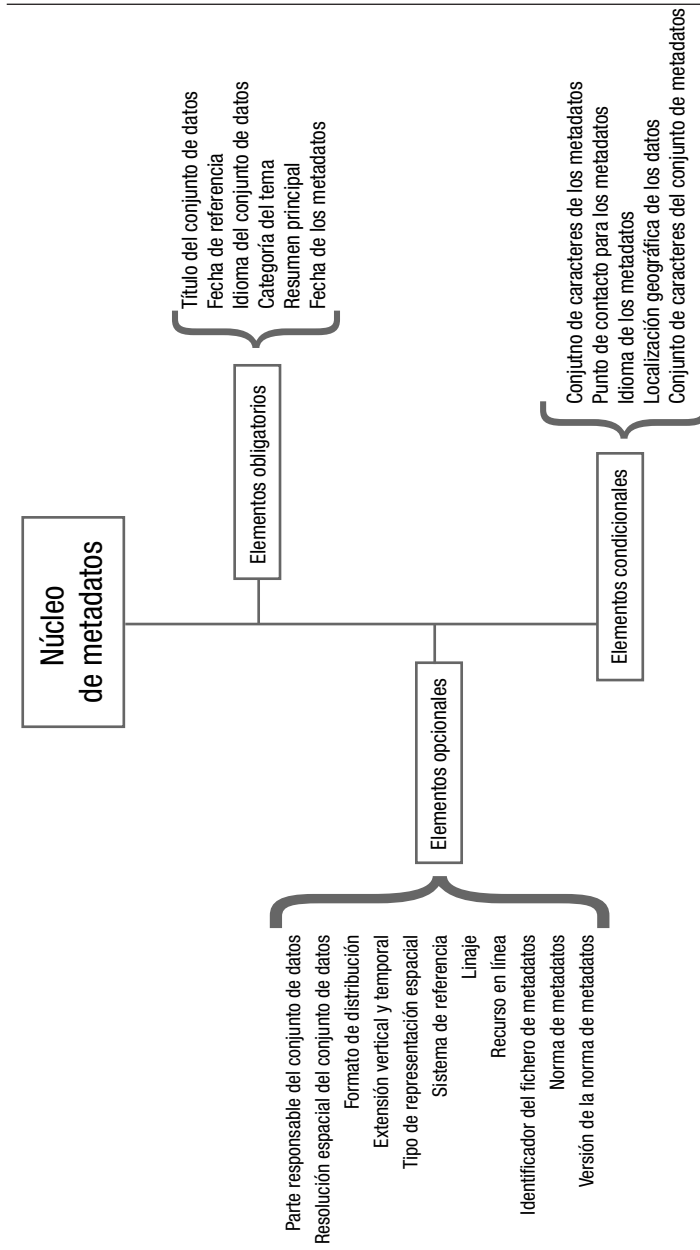 Núcleo
de metadatos
Elementos obligatorios
Título del conjunto de datos
Fecha de referencia
Idioma del conjunto de datos
Categoría del tema
Resumen principal
Fecha de los metadatos
Elementos opcionales
Parte responsable del conjunto de datos
Resolución espacial del conjunto de datos
Formato de distribución
Extensión vertical y temporal
Tipo de representación espacial
Sistema de referencia
Linaje
Recurso en línea
Identificador del fichero de metadatos
Norma de metadatos
Versión de la norma de metadatos
Elementos condicionales
Conjutno de caracteres de los metadatos
Punto de contacto para los metadatos
Idioma de los metadatos
Localización geográfica de los datos
Conjunto de caracteres del conjunto de metadatos